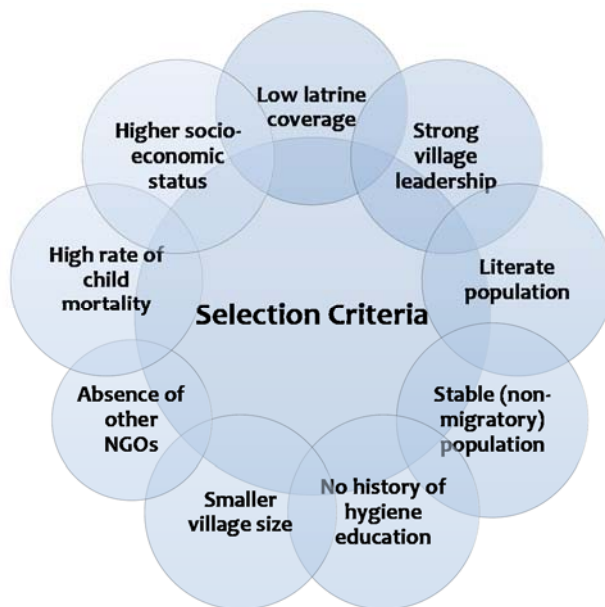 Low latrine
coverage
Strong
village
leadership
Literate
population
Stable (non-
migratory)
population
No history of
hygiene
education
Smaller
village size
Absence of
other
NGOs
High rate of
child
mortality
Higher socio-
economic
status
Selection Criteria